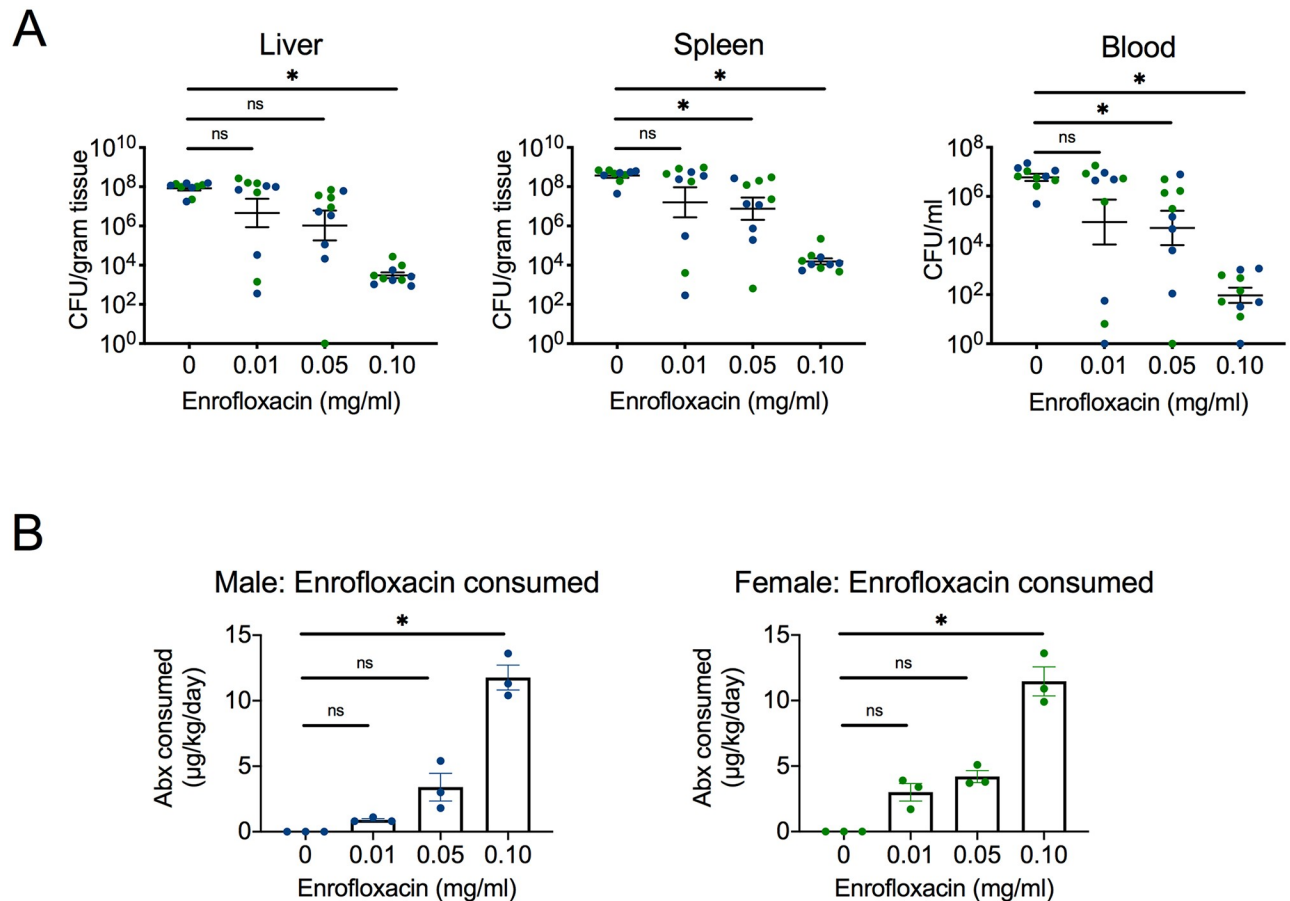 A
Liver
*
ns
ns
CFU/gram tissue
10^10
10^8
10^6
10^4
10^2
10^0
0 0.01 0.05 0.10
Enrofloxacin (mg/ml)
Spleen
*
*
ns
CFU/gram tissue
10^10
10^8
10^6
10^4
10^2
10^0
0 0.01 0.05 0.10
Enrofloxacin (mg/ml)
Blood
*
*
ns
CFU/ml
10^8
10^6
10^4
10^2
10^0
0 0.01 0.05 0.10
Enrofloxacin (mg/ml)
B
Male: Enrofloxacin consumed
*
ns
ns
Abx consumed
(µg/kg/day)
15
10
5
0
0 0.01 0.05 0.10
Enrofloxacin (mg/ml)
Female: Enrofloxacin consumed
*
ns
ns
Abx consumed
(µg/kg/day)
15
10
5
0
0 0.01 0.05 0.10
Enrofloxacin (mg/ml)